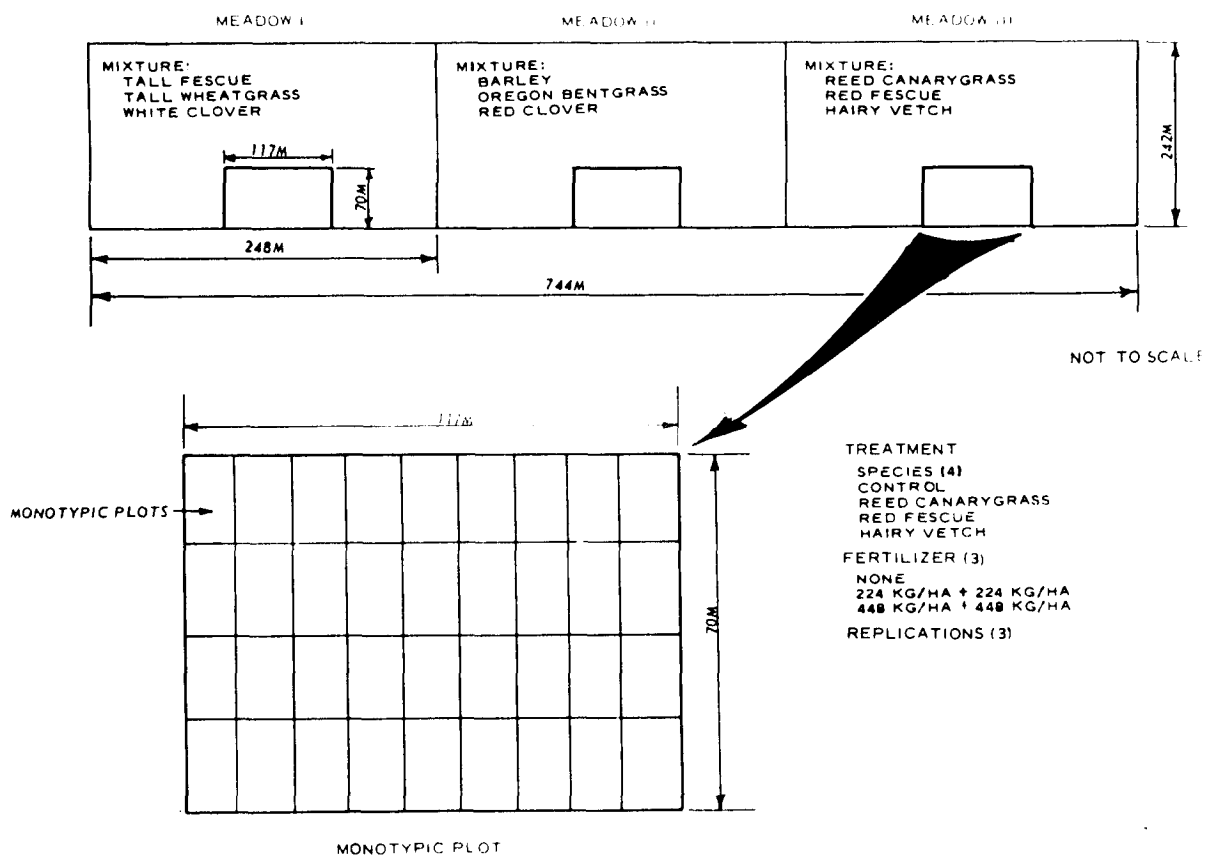 MEADOW I
MEADOW II
MEADOW III
MIXTURE:
TALL FESCUE
TALL WHEATGRASS
WHITE CLOVER
MIXTURE:
BARLEY
OREGON BENTGRASS
RED CLOVER
MIXTURE:
REED CANARYGRASS
RED FESCUE
HAIRY VETCH
117M
70M
242M
248M
744M
NOT TO SCALE
117M
MONOTYPIC PLOTS
70M
TREATMENT
SPECIES (4)
CONTROL
REED CANARYGRASS
RED FESCUE
HAIRY VETCH
FERTILIZER (3)
NONE
224 KG/HA + 224 KG/HA
448 KG/HA + 448 KG/HA
REPLICATIONS (3)
MONOTYPIC PLOT